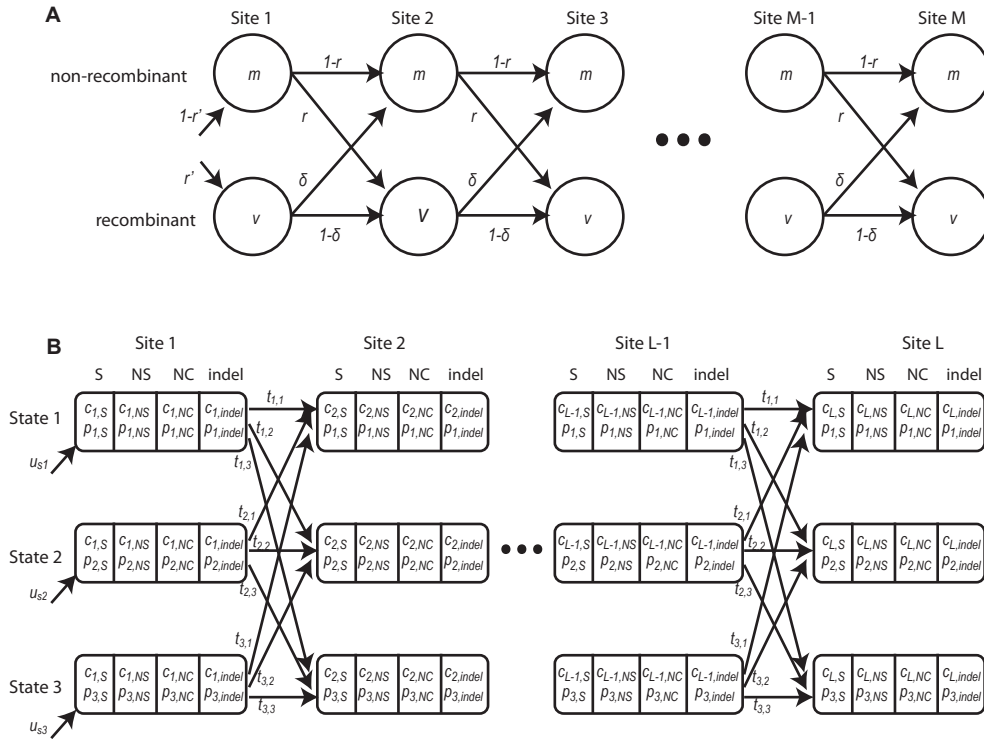 A
Site 1 Site 2 Site 3 Site M-1 Site M
non-recombinant
m m m m m
1-r 1-r 1-r
1-r' r r r
r' δ δ δ
recombinant
v V v v v
1-δ 1-δ 1-δ
B
Site 1 Site 2 Site L-1 Site L
S NS NC indel S NS NC indel S NS NC indel S NS NC indel
State 1
c1,S c1,NS c1,NC c1,indel t1,1 c2,S c2,NS c2,NC c2,indel cL-1,S cL-1,NS cL-1,NC cL-1,indel t1,1 cL,S cL,NS cL,NC cL,indel
p1,S p1,NS p1,NC p1,indel t1,2 p1,S p1,NS p1,NC p1,indel p1,S p1,NS p1,NC p1,indel t1,2 p1,S p1,NS p1,NC p1,indel
us1 t1,3 t1,3
t2,1 t2,1
State 2
c1,S c1,NS c1,NC c1,indel t2,2 c2,S c2,NS c2,NC c2,indel cL-1,S cL-1,NS cL-1,NC cL-1,indel t2,2 cL,S cL,NS cL,NC cL,indel
p2,S p2,NS p2,NC p2,indel p2,S p2,NS p2,NC p2,indel p2,S p2,NS p2,NC p2,indel p2,S p2,NS p2,NC p2,indel
us2 t2,3 t2,3
t3,1 t3,1
State 3
c1,S c1,NS c1,NC c1,indel t3,2 c2,S c2,NS c2,NC c2,indel cL-1,S cL-1,NS cL-1,NC cL-1,indel t3,2 cL,S cL,NS cL,NC cL,indel
p3,S p3,NS p3,NC p3,indel t3,3 p3,S p3,NS p3,NC p3,indel p3,S p3,NS p3,NC p3,indel t3,3 p3,S p3,NS p3,NC p3,indel
us3